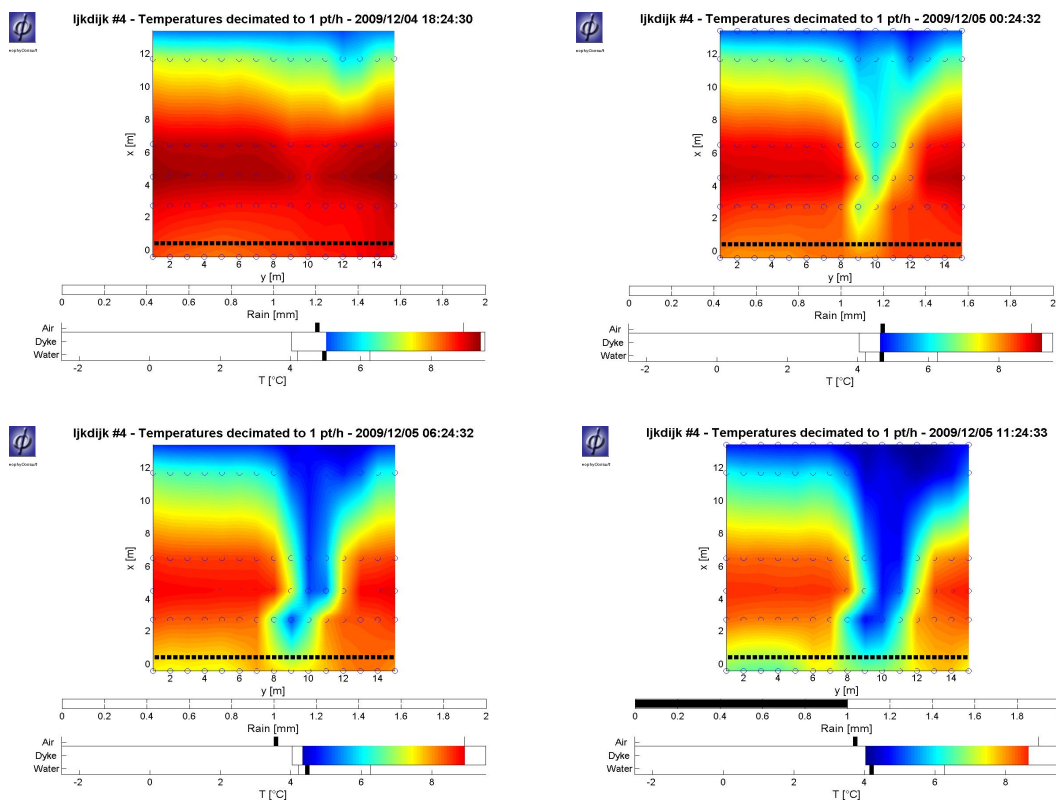 Ijkdijk #4 - Temperatures decimated to 1 pt/h - 2009/12/04 18:24:30
12
10
8
6
4
2
0
x [m]
2 4 6 8 10 12 14
y [m]
0 0.2 0.4 0.6 0.8 1 1.2 1.4 1.6 1.8 2
Rain [mm]
Air
Dyke
Water
-2 0 2 4 6 8
T [°C]
Ijkdijk #4 - Temperatures decimated to 1 pt/h - 2009/12/05 00:24:32
12
10
8
6
4
2
0
x [m]
2 4 6 8 10 12 14
y [m]
0 0.2 0.4 0.6 0.8 1 1.2 1.4 1.6 1.8 2
Rain [mm]
Air
Dyke
Water
-2 0 2 4 6 8
T [°C]
Ijkdijk #4 - Temperatures decimated to 1 pt/h - 2009/12/05 06:24:32
12
10
8
6
4
2
0
x [m]
2 4 6 8 10 12 14
y [m]
0 0.2 0.4 0.6 0.8 1 1.2 1.4 1.6 1.8 2
Rain [mm]
Air
Dyke
Water
-2 0 2 4 6 8
T [°C]
Ijkdijk #4 - Temperatures decimated to 1 pt/h - 2009/12/05 11:24:33
12
10
8
6
4
2
0
x [m]
2 4 6 8 10 12 14
y [m]
0 0.2 0.4 0.6 0.8 1 1.2 1.4 1.6 1.8
Rain [mm]
Air
Dyke
Water
-2 0 2 4 6 8
T [°C]